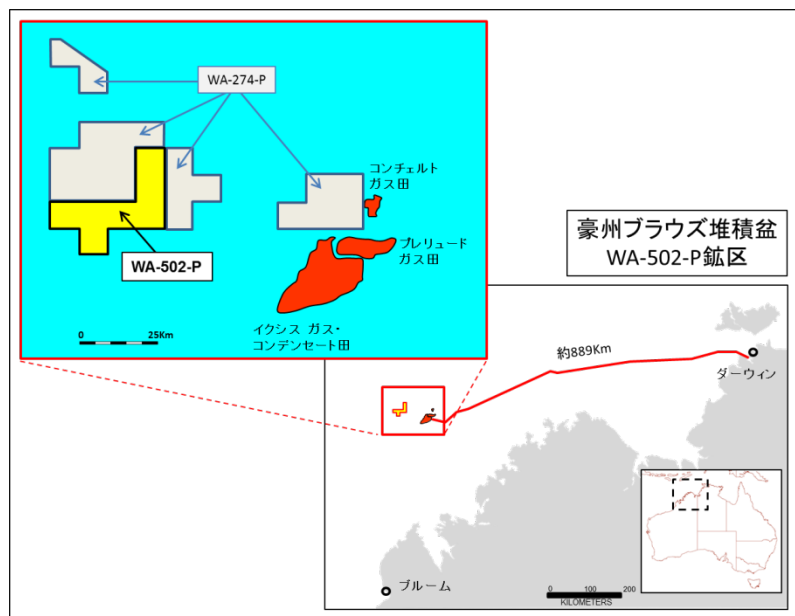 WA-274-P
コンチェルト
ガス田
プレリュード
ガス田
WA-502-P
0 25Km
イクシス ガス・
コンデンセート田
豪州ブラウズ堆積盆
WA-502-P鉱区
約889Km
ダーウィン
ブルーム
0 100 200
KILOMETERS